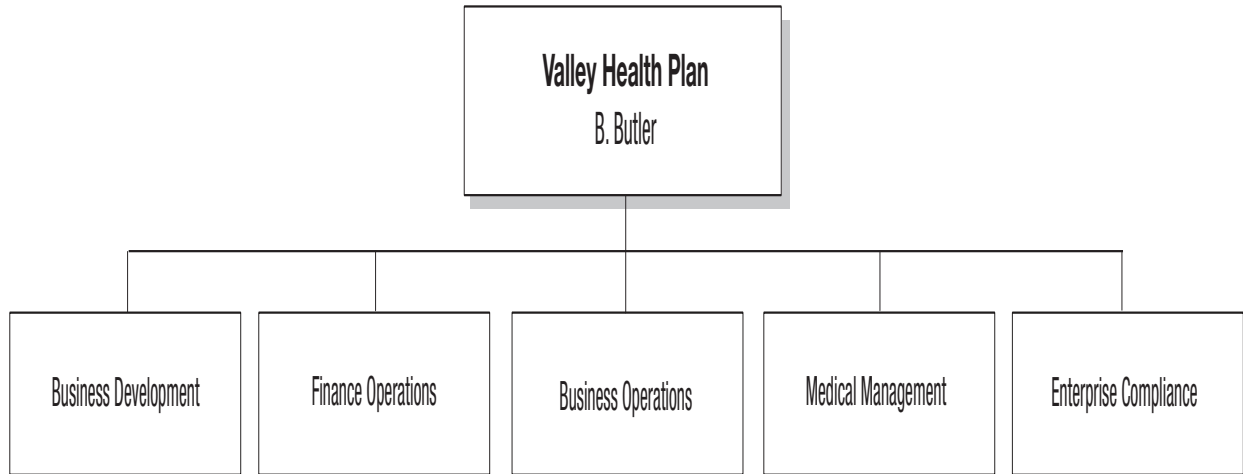 Valley Health Plan
B. Butler
Business Development
Finance Operations
Business Operations
Medical Management
Enterprise Compliance